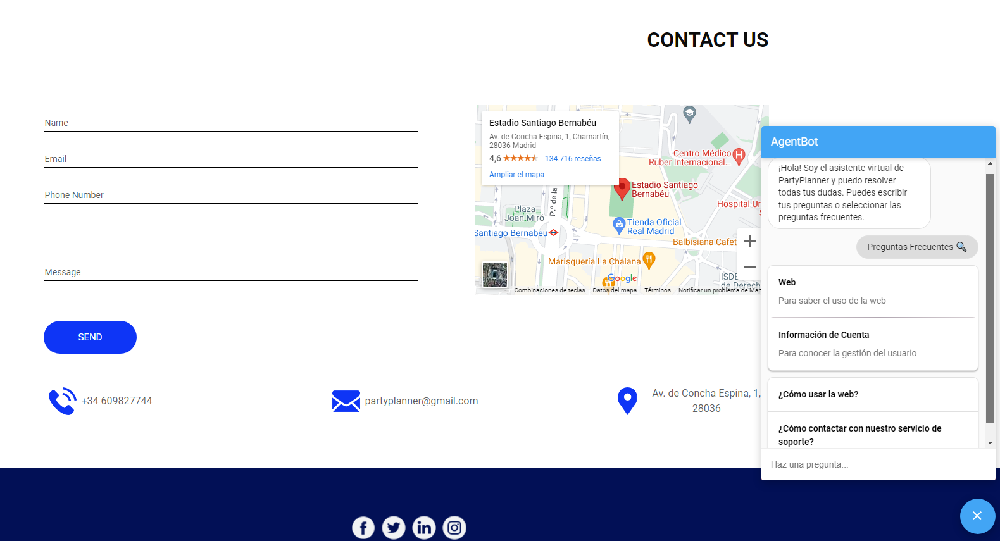 CONTACT US
Name
Email
Phone Number
Message
SEND
Estadio Santiago Bernabéu
Av. de Concha Espina, 1, Chamartín,
28036 Madrid
4,6
134.716 reseñas
Ampliar el mapa
Centro Médico
Ruber Internacional...
Estadio Santiago
Bernabéu
P.º de la
Plaza
Joan Miró
Hospital
Tienda Oficial
Real Madrid
Santiago Bernabeu
Balbisiana
Marisquería La Chalana
Google
ISDE
de
Combinaciones de teclas
Datos del mapa
Términos
Notificar un problema de
+34 609827744
partyplanner@gmail.com
Av. de Concha Espina, 1,
28036
AgentBot
¡Hola! Soy el asistente virtual de
PartyPlanner y puedo resolver
todas tus dudas. Puedes escribir
tus preguntas o seleccionar las
preguntas frecuentes.
Preguntas Frecuentes
Web
Para saber el uso de la web
Información de Cuenta
Para conocer la gestión del usuario
¿Cómo usar la web?
¿Cómo contactar con nuestro servicio de
soporte?
Haz una pregunta...